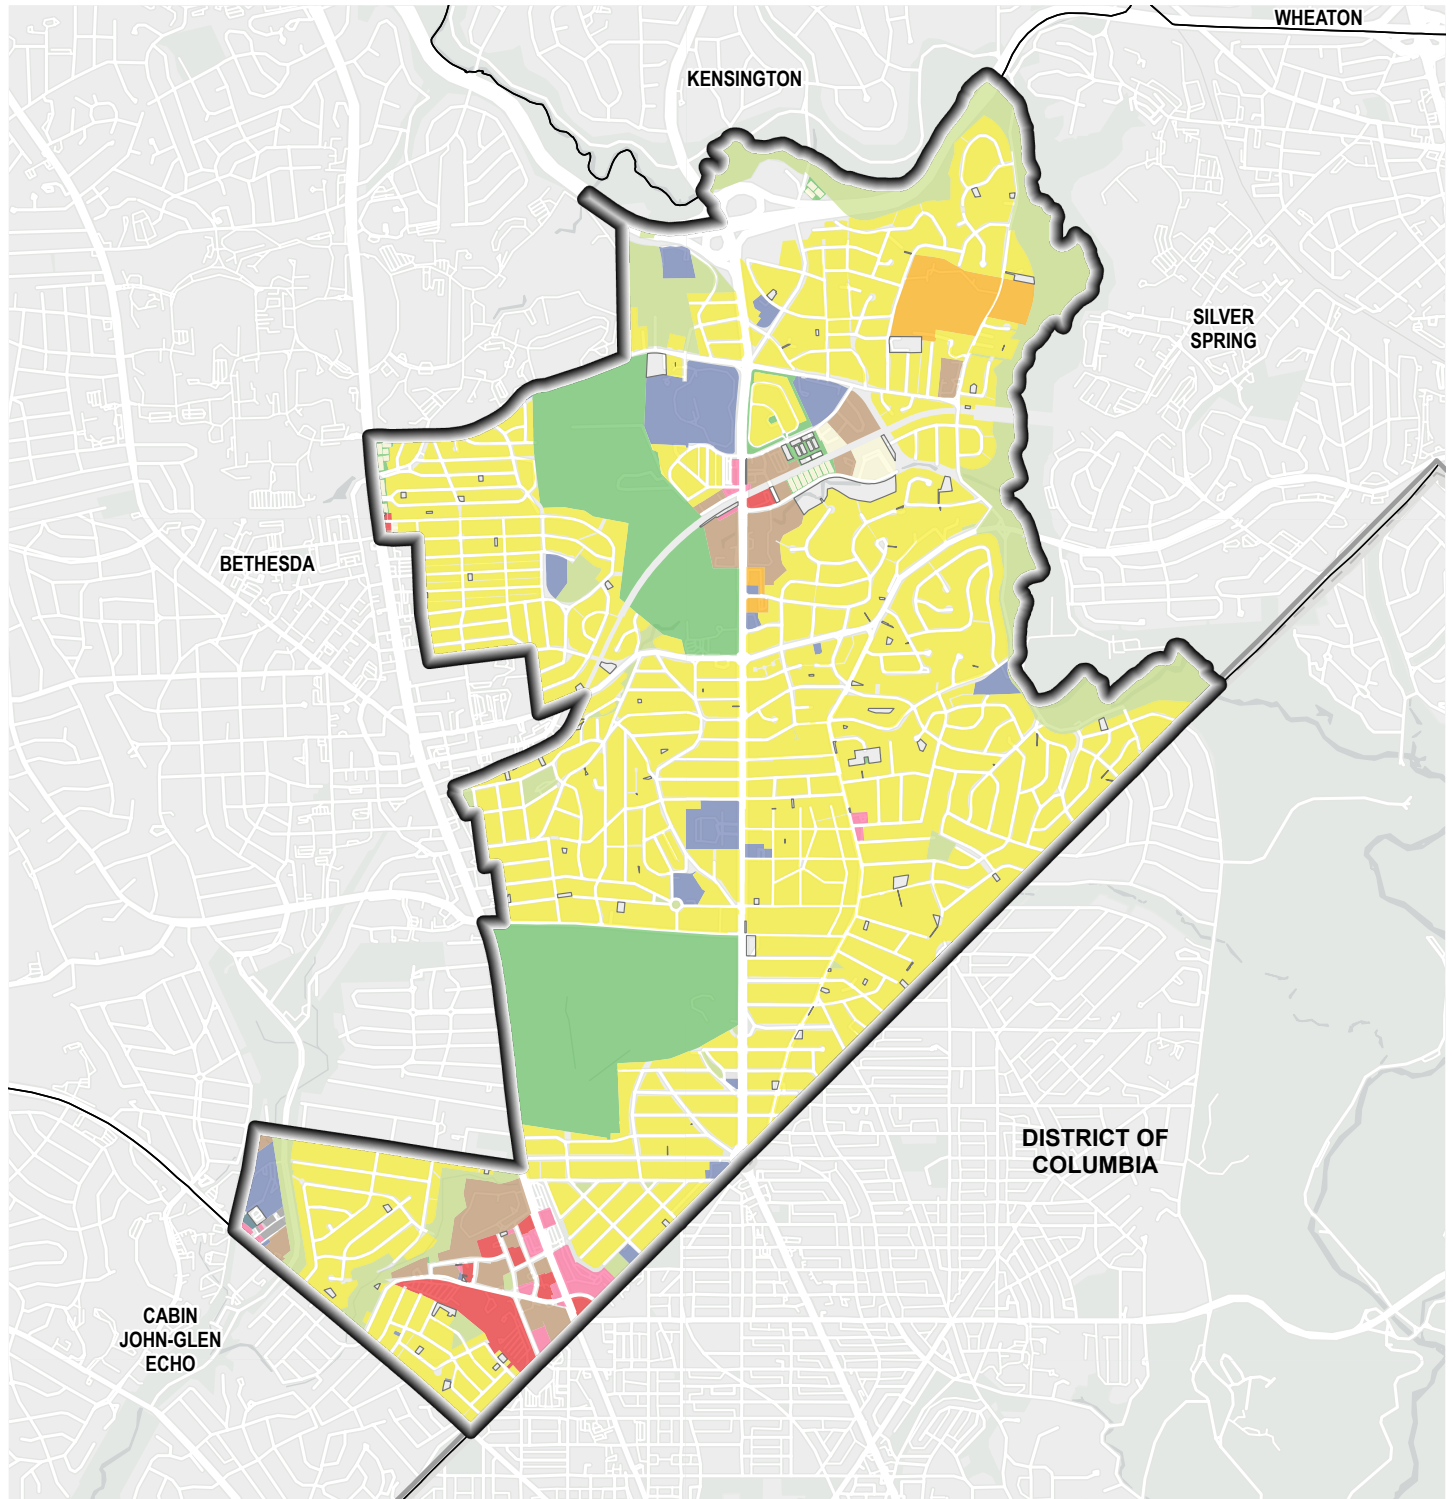 WHEATON
KENSINGTON
SILVER
SPRING
BETHESDA
DISTRICT OF
COLUMBIA
CABIN
JOHN-GLEN
ECHO